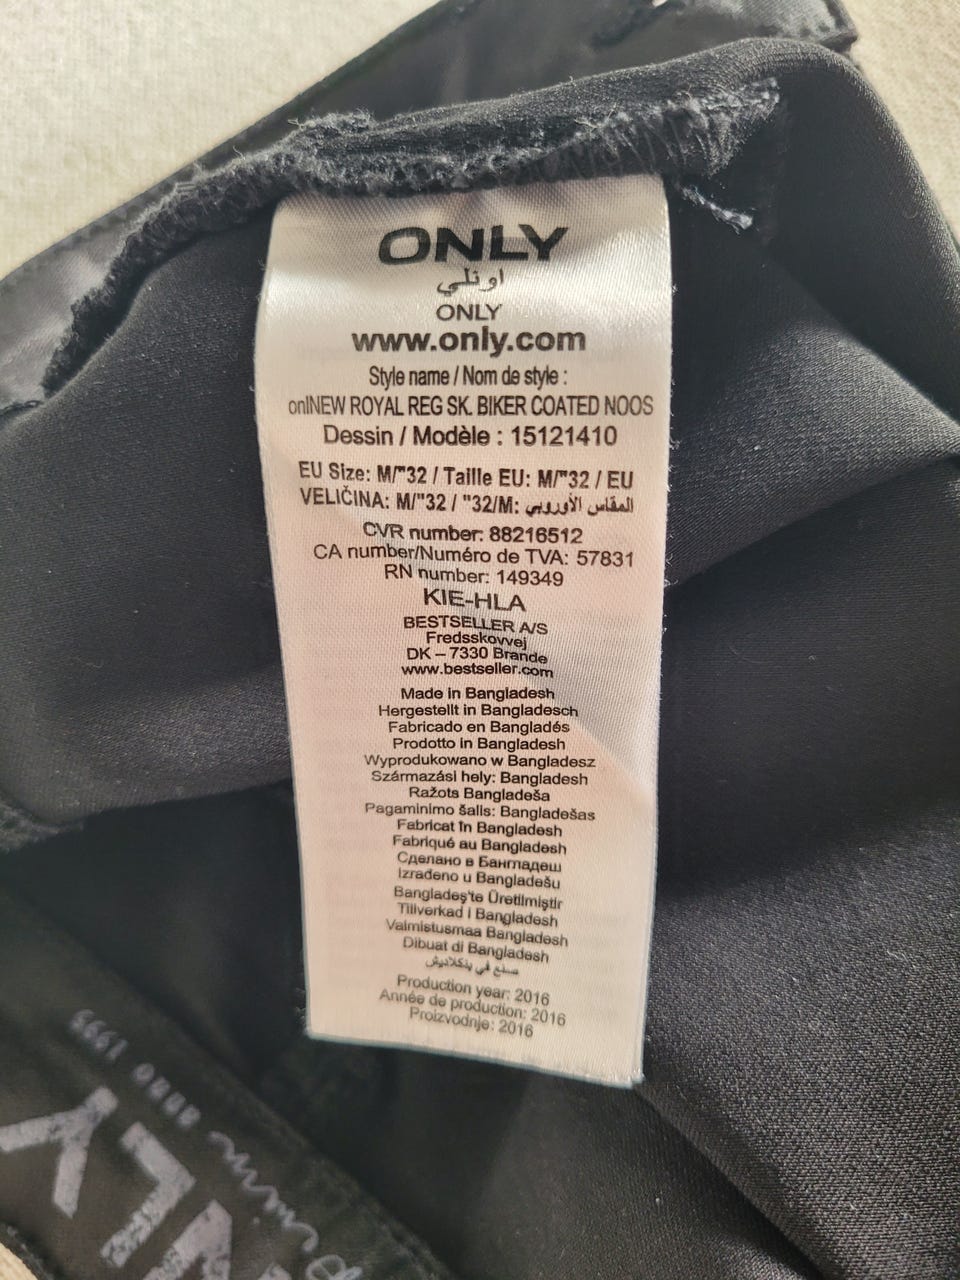 ONLY
اونلي
ONLY
www.only.com
Style name / Nom de style :
onlNEW ROYAL REG SK. BIKER COATED NOOS
Dessin / Modèle : 15121410
EU Size: M/"32 / Taille EU: M/"32 / EU
VELIČINA: M/"32 / "32/M: المقاس الأوروبي
CVR number: 88216512
CA number/Numéro de TVA: 57831
RN number: 149349
KIE-HLA
BESTSELLER A/S
Fredsskovvej
DK – 7330 Brande
www.bestseller.com
Made in Bangladesh
Hergestellt in Bangladesch
Fabricado en Bangladés
Prodotto in Bangladesh
Wyprodukowano w Bangladesz
Származási hely: Bangladesh
Ražots Bangladeša
Pagaminimo šalis: Bangladešas
Fabricat în Bangladesh
Fabriqué au Bangladesh
Сделано в Бангладеш
Izrađeno u Bangladešu
Bangladeş'te Üretilmiştir
Tillverkad i Bangladesh
Valmistusmaa Bangladesh
Dibuat di Bangladesh
صنع في بنكلاديش
Production year: 2016
Année de production: 2016
Proizvodnje: 2016
1995
NLY